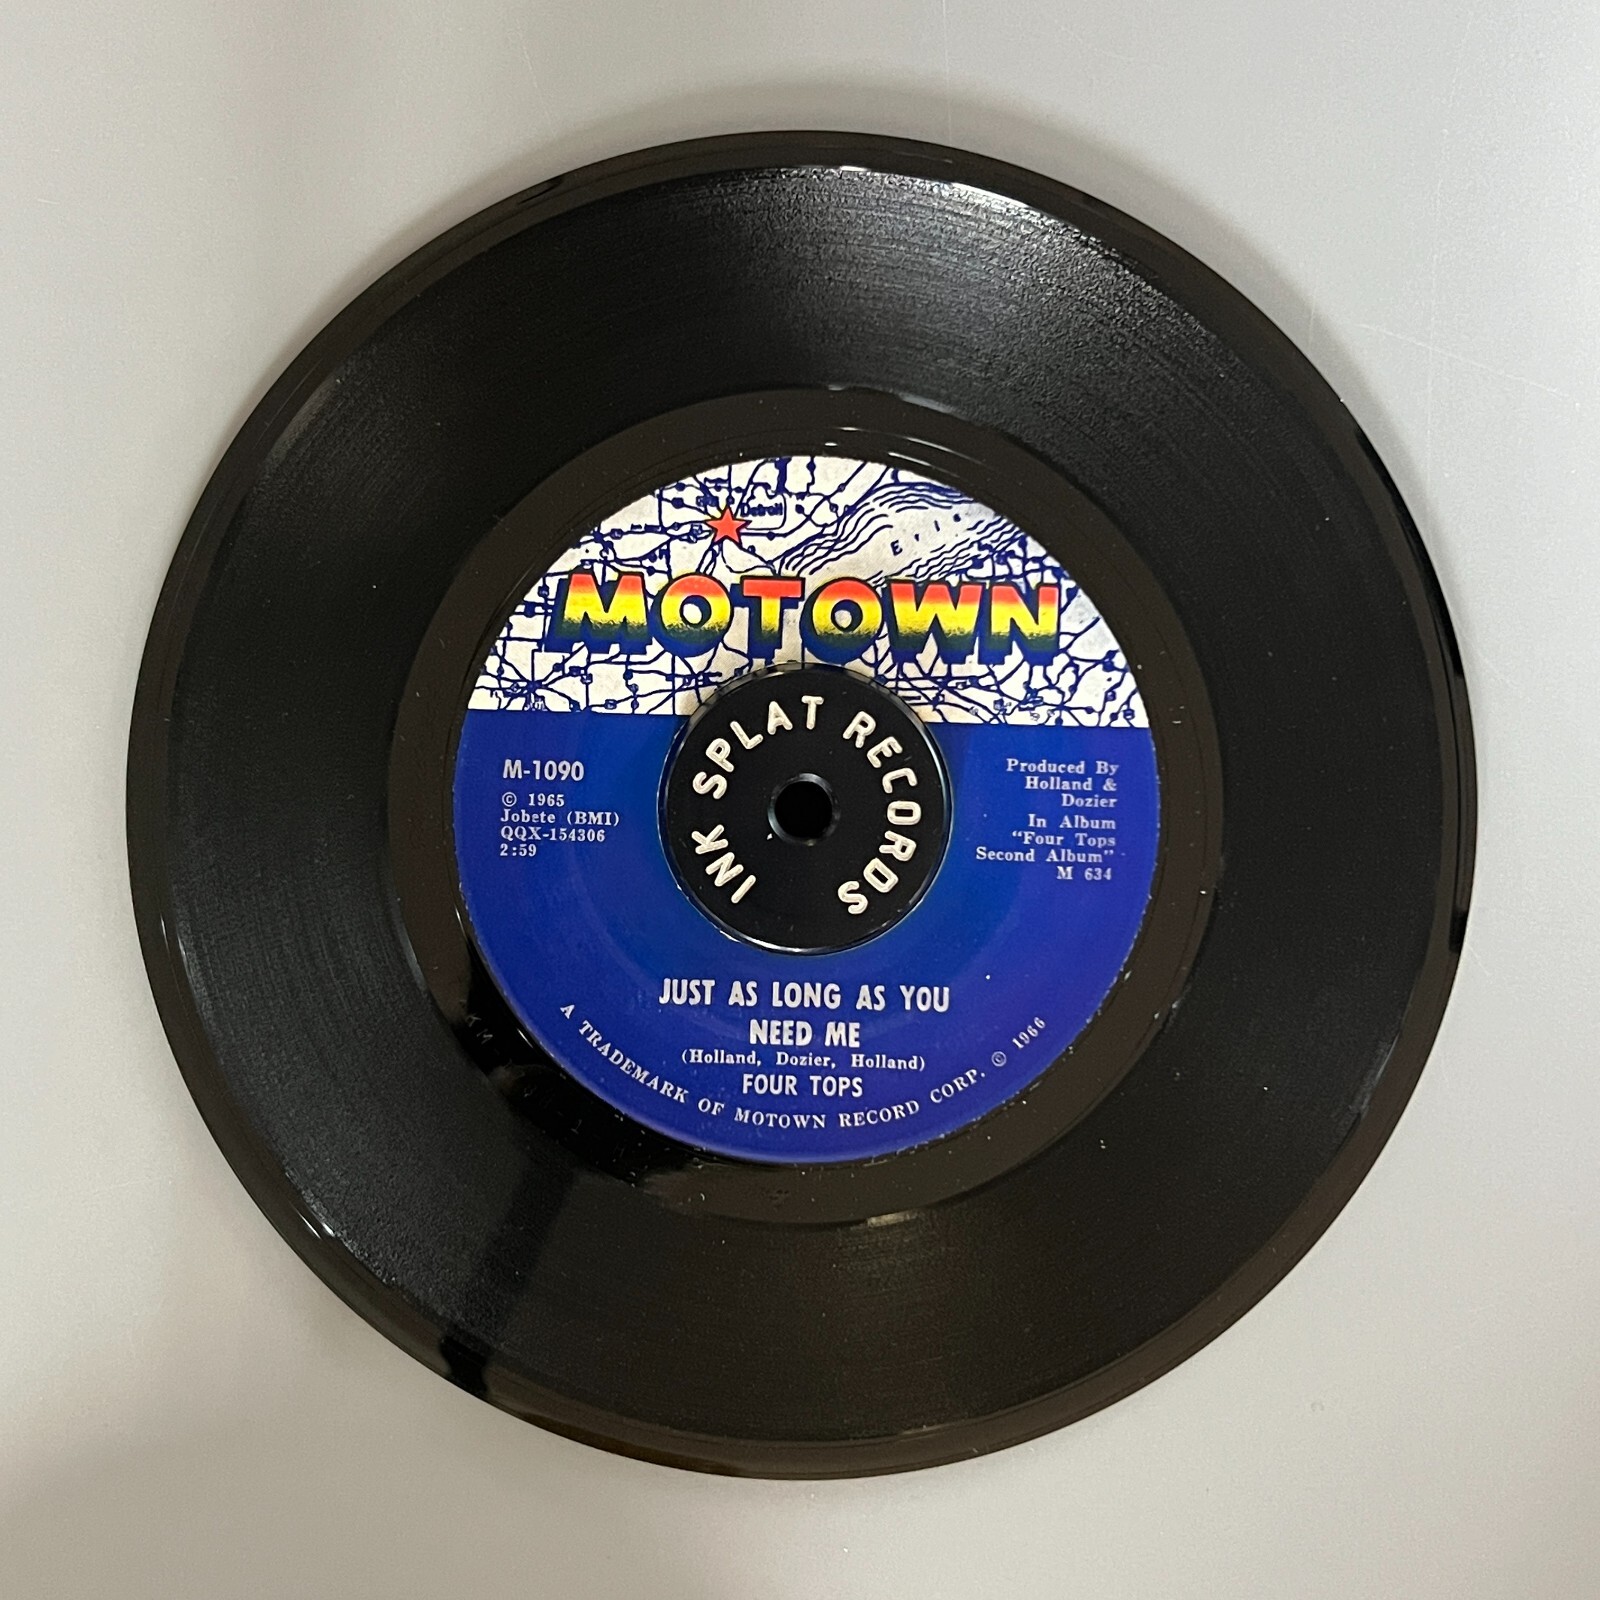 Detroit
E r i e
MOTOWN
INK SPLAT RECORDS
M-1090
© 1965
Jobete (BMI)
QQX-154306
2:59
Produced By
Holland &
Dozier
In Album
"Four Tops
Second Album"
M 634
JUST AS LONG AS YOU
NEED ME
(Holland, Dozier, Holland)
FOUR TOPS
A TRADEMARK OF MOTOWN RECORD CORP. © 1966